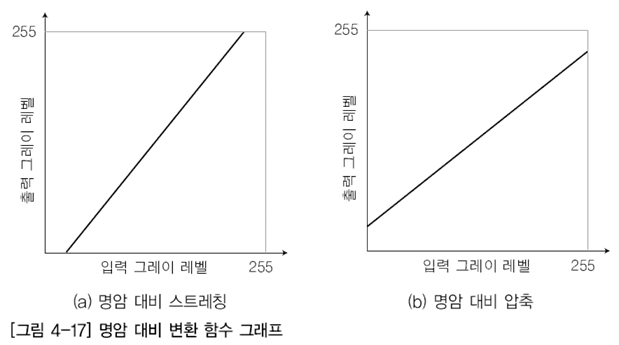 255
출력 그레이 레벨
입력 그레이 레벨
255
(a) 명암 대비 스트레칭
255
출력 그레이 레벨
입력 그레이 레벨
255
(b) 명암 대비 압축
[그림 4-17] 명암 대비 변환 함수 그래프